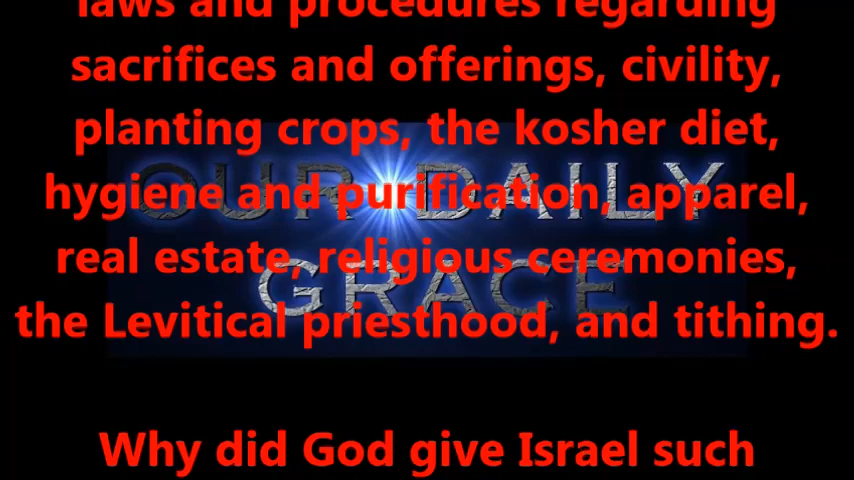 laws and procedures regarding
sacrifices and offerings, civility,
planting crops, the kosher diet,
OUR DAILY
hygiene and purification, apparel,
real estate, religious ceremonies,
GRACE
the Levitical priesthood, and tithing.
Why did God give Israel such